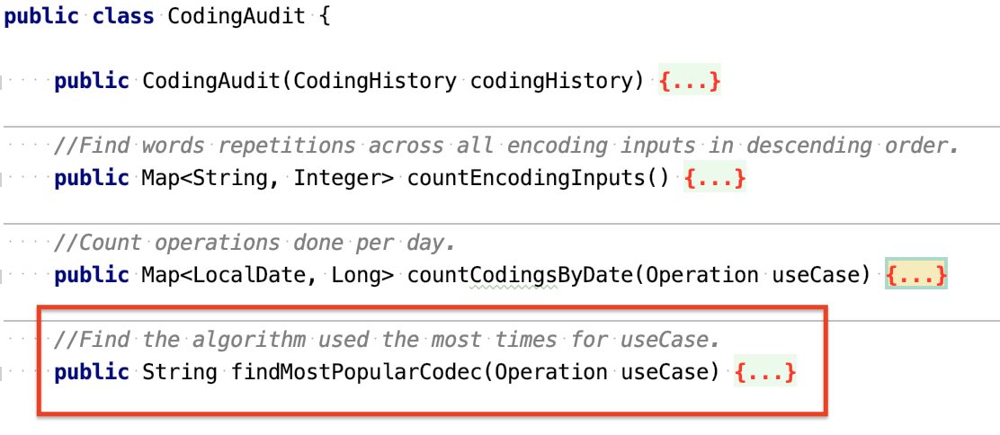 public class CodingAudit {
public CodingAudit(CodingHistory codingHistory) {...}
//Find words repetitions across all encoding inputs in descending order.
public Map<String, Integer> countEncodingInputs() {...}
//Count operations done per day.
public Map<LocalDate, Long> countCodingsByDate(Operation useCase) {...}
//Find the algorithm used the most times for useCase.
public String findMostPopularCodec(Operation useCase) {...}